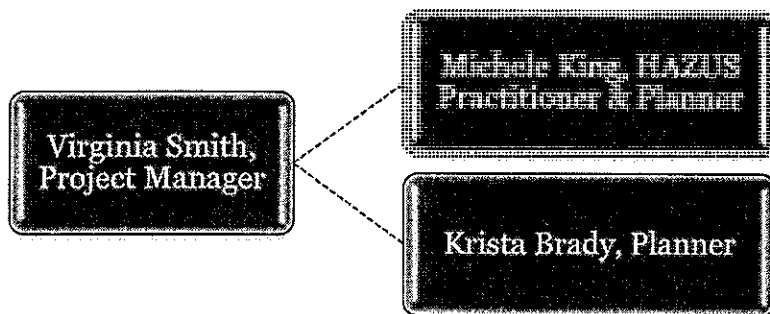 Virginia Smith,
Project Manager
Michele King, HAZUS
Practitioner & Planner
Krista Brady, Planner